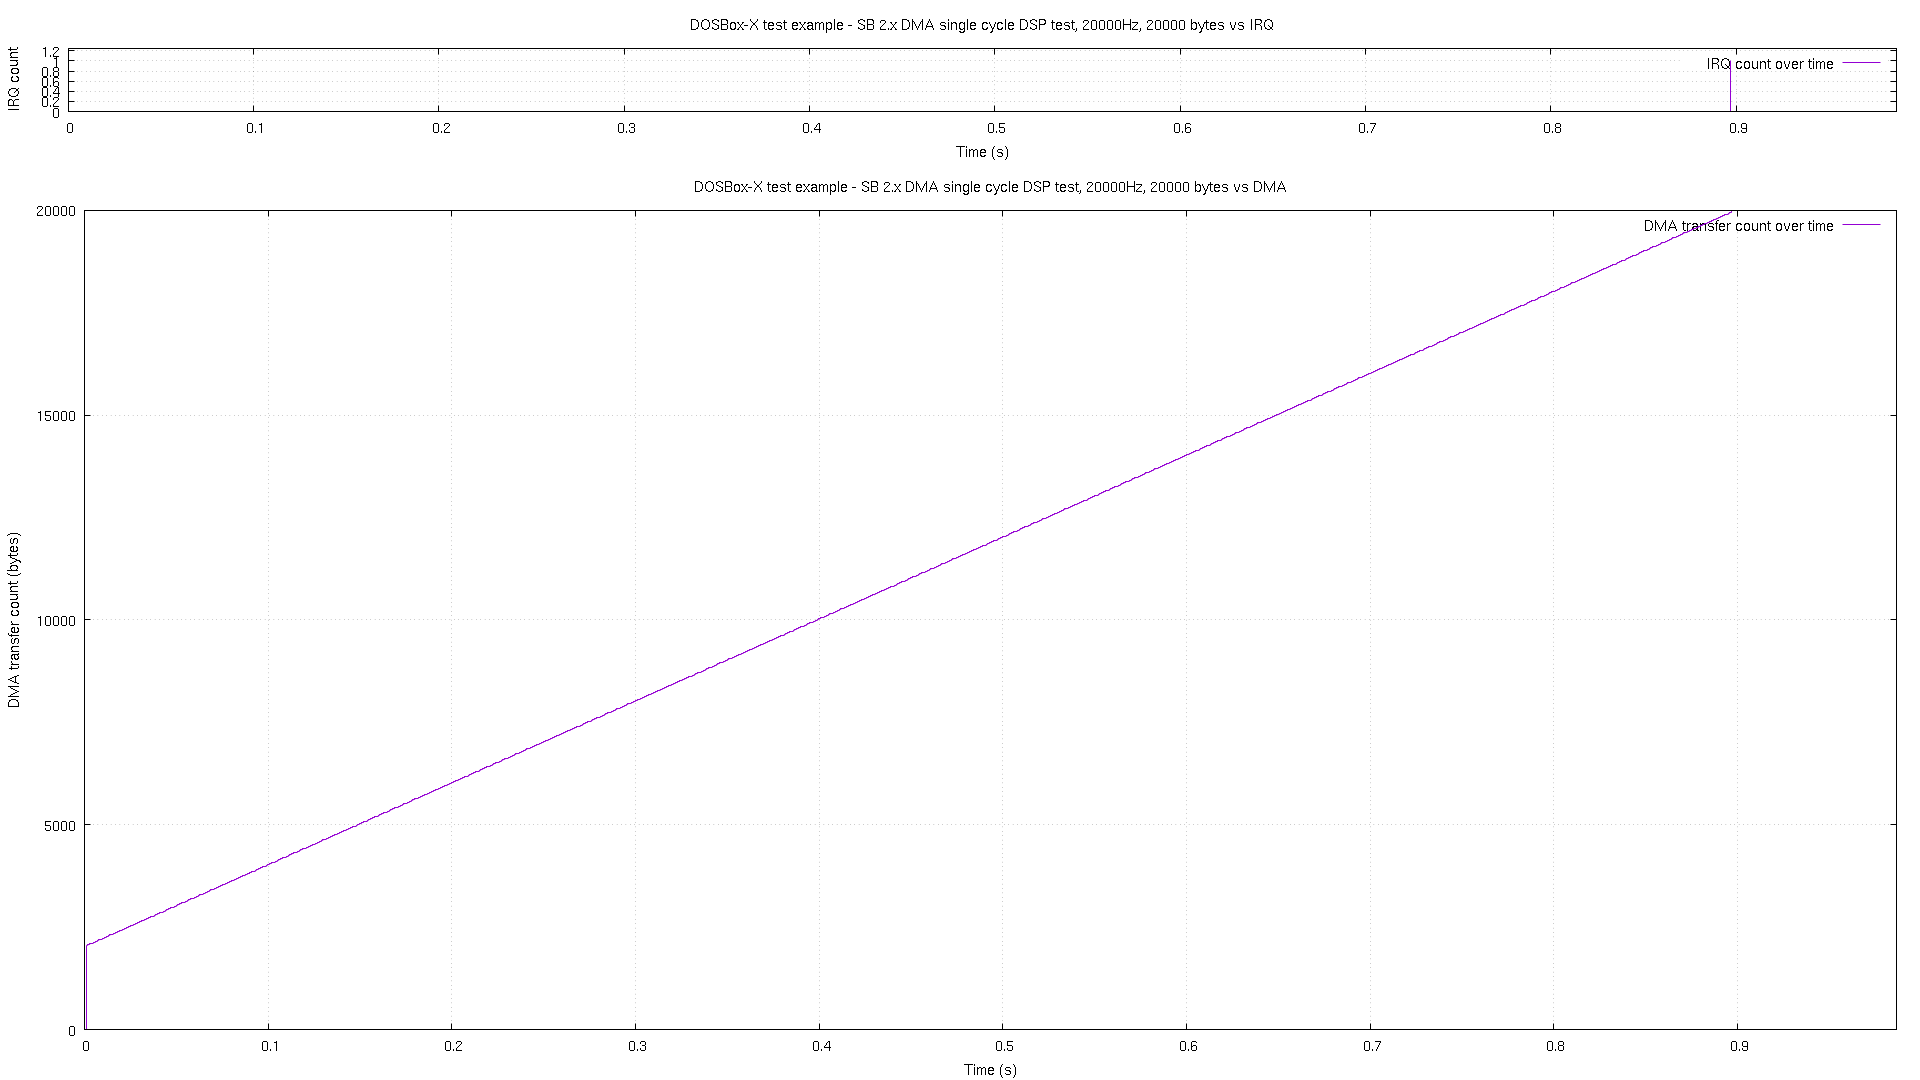 DOSBox-X test example - SB 2.x DMA single cycle DSP test, 20000Hz, 20000 bytes vs IRQ
IRQ count
1.2
1
0.8
0.6
0.4
0.2
0
IRQ count over time
0 0.1 0.2 0.3 0.4 0.5 0.6 0.7 0.8 0.9
Time (s)
DOSBox-X test example - SB 2.x DMA single cycle DSP test, 20000Hz, 20000 bytes vs DMA
DMA transfer count (bytes)
20000
DMA transfer count over time
15000
10000
5000
0
0 0.1 0.2 0.3 0.4 0.5 0.6 0.7 0.8 0.9
Time (s)